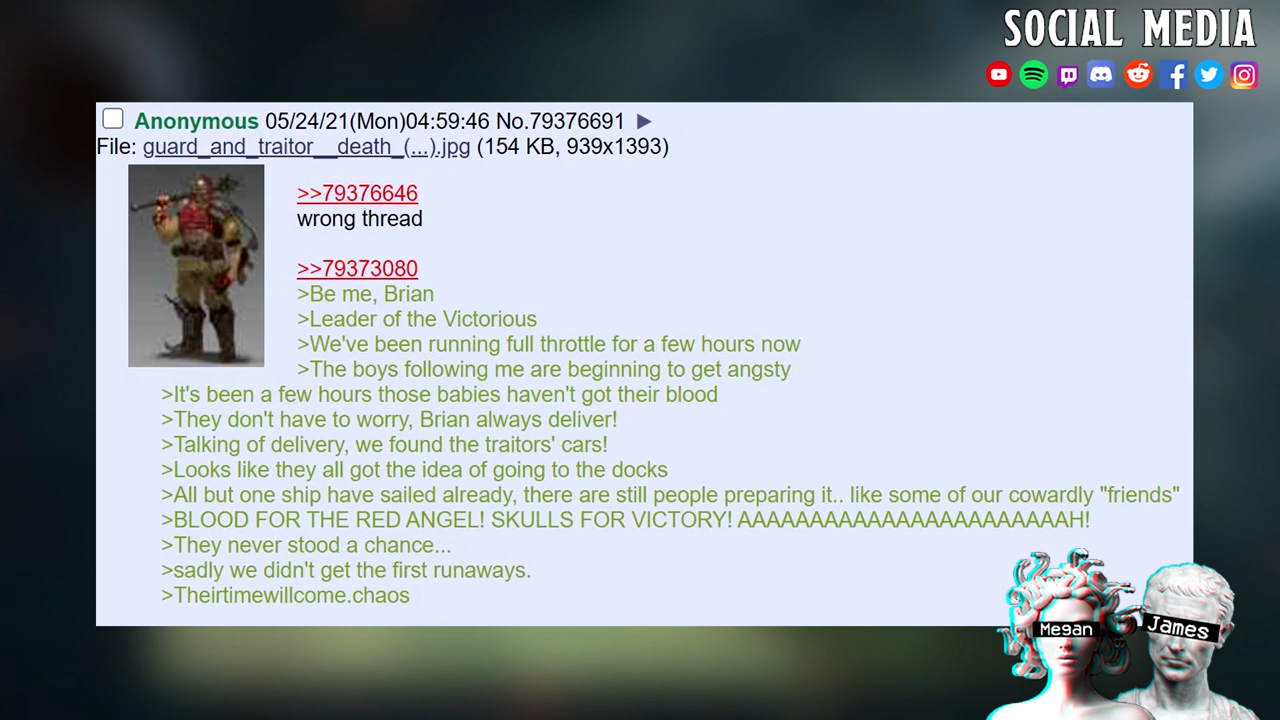 SOCIAL MEDIA
Anonymous 05/24/21(Mon)04:59:46 No.79376691 ▶
File: guard_and_traitor__death_(...).jpg (154 KB, 939x1393)
>>79376646
wrong thread
>>79373080
>Be me, Brian
>Leader of the Victorious
>We've been running full throttle for a few hours now
>The boys following me are beginning to get angsty
>It's been a few hours those babies haven't got their blood
>They don't have to worry, Brian always deliver!
>Talking of delivery, we found the traitors' cars!
>Looks like they all got the idea of going to the docks
>All but one ship have sailed already, there are still people preparing it.. like some of our cowardly "friends"
>BLOOD FOR THE RED ANGEL! SKULLS FOR VICTORY! AAAAAAAAAAAAAAAAAAAAAAAH!
>They never stood a chance...
>sadly we didn't get the first runaways.
>Theirtimewillcome.chaos
Megan
James